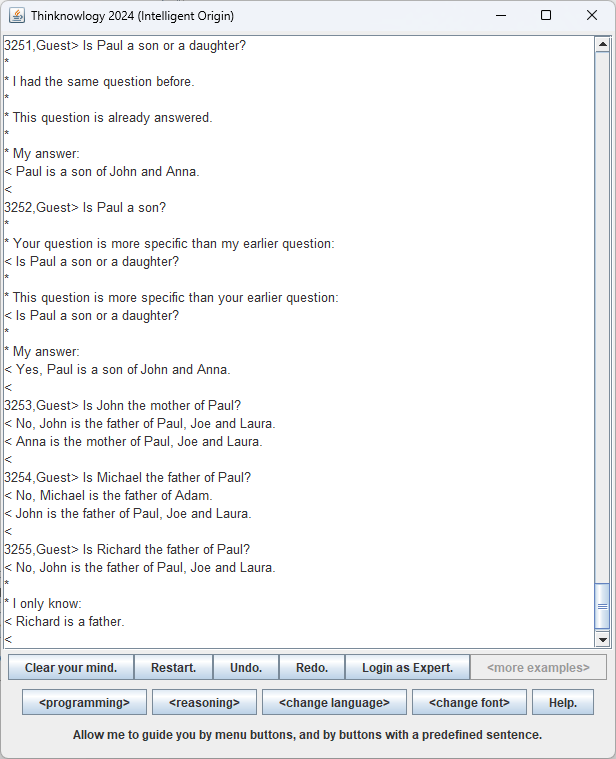 Thinknowlogy 2024 (Intelligent Origin)
3251,Guest> Is Paul a son or a daughter?
*
* I had the same question before.
*
* This question is already answered.
*
* My answer:
< Paul is a son of John and Anna.
<
3252,Guest> Is Paul a son?
*
* Your question is more specific than my earlier question:
< Is Paul a son or a daughter?
*
* This question is more specific than your earlier question:
< Is Paul a son or a daughter?
*
* My answer:
< Yes, Paul is a son of John and Anna.
<
3253,Guest> Is John the mother of Paul?
< No, John is the father of Paul, Joe and Laura.
< Anna is the mother of Paul, Joe and Laura.
<
3254,Guest> Is Michael the father of Paul?
< No, Michael is the father of Adam.
< John is the father of Paul, Joe and Laura.
<
3255,Guest> Is Richard the father of Paul?
< No, John is the father of Paul, Joe and Laura.
*
* I only know:
< Richard is a father.
<
Clear your mind. Restart. Undo. Redo. Login as Expert. <more examples>
<programming> <reasoning> <change language> <change font> Help.
Allow me to guide you by menu buttons, and by buttons with a predefined sentence.